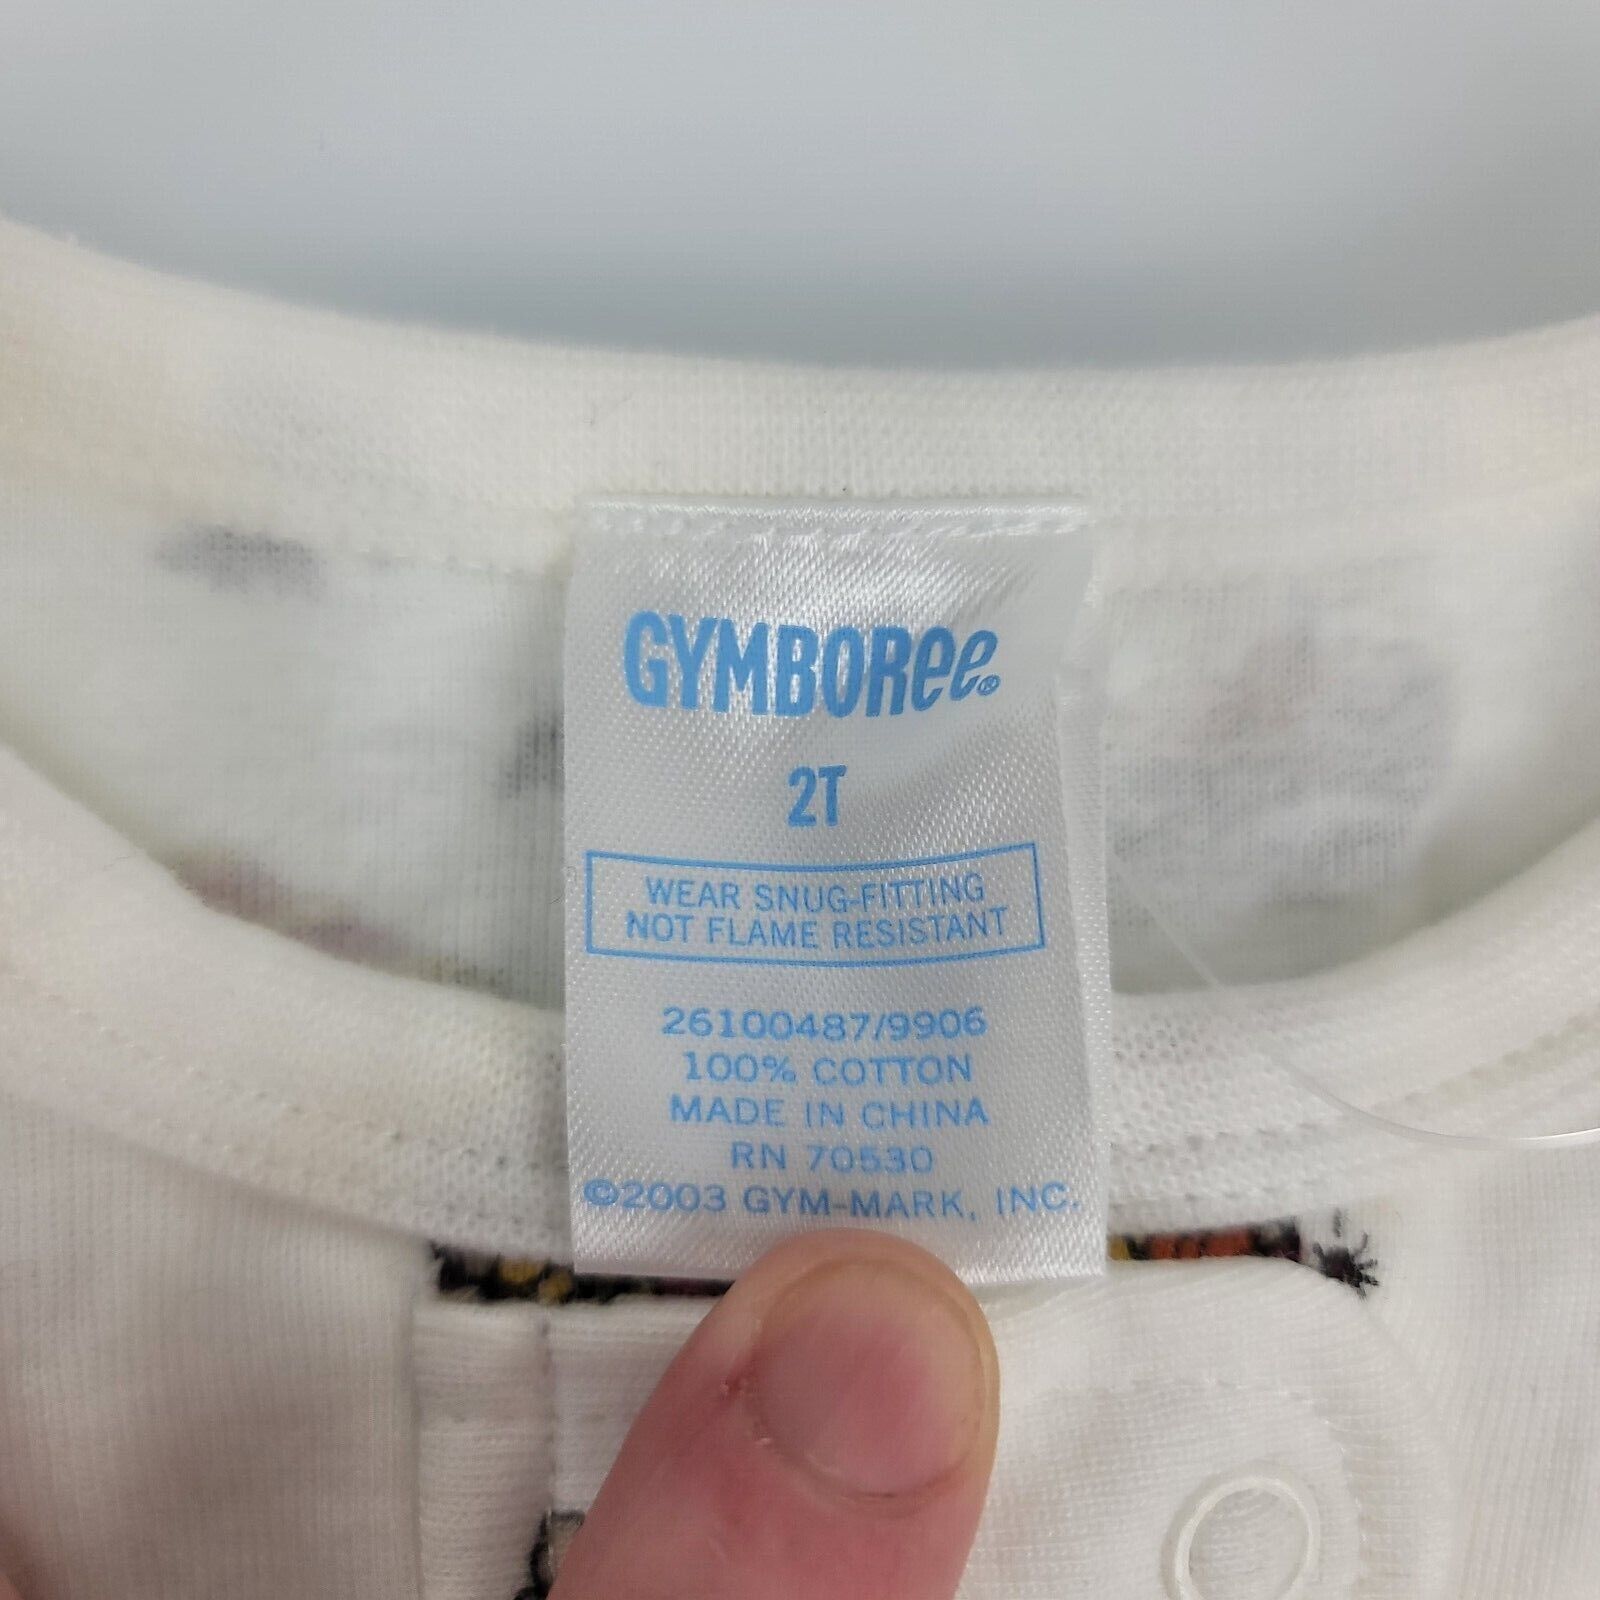 GYMBOREE®
2T
WEAR SNUG-FITTING
NOT FLAME RESISTANT
26100487/9906
100% COTTON
MADE IN CHINA
RN 70530
©2003 GYM-MARK, INC.